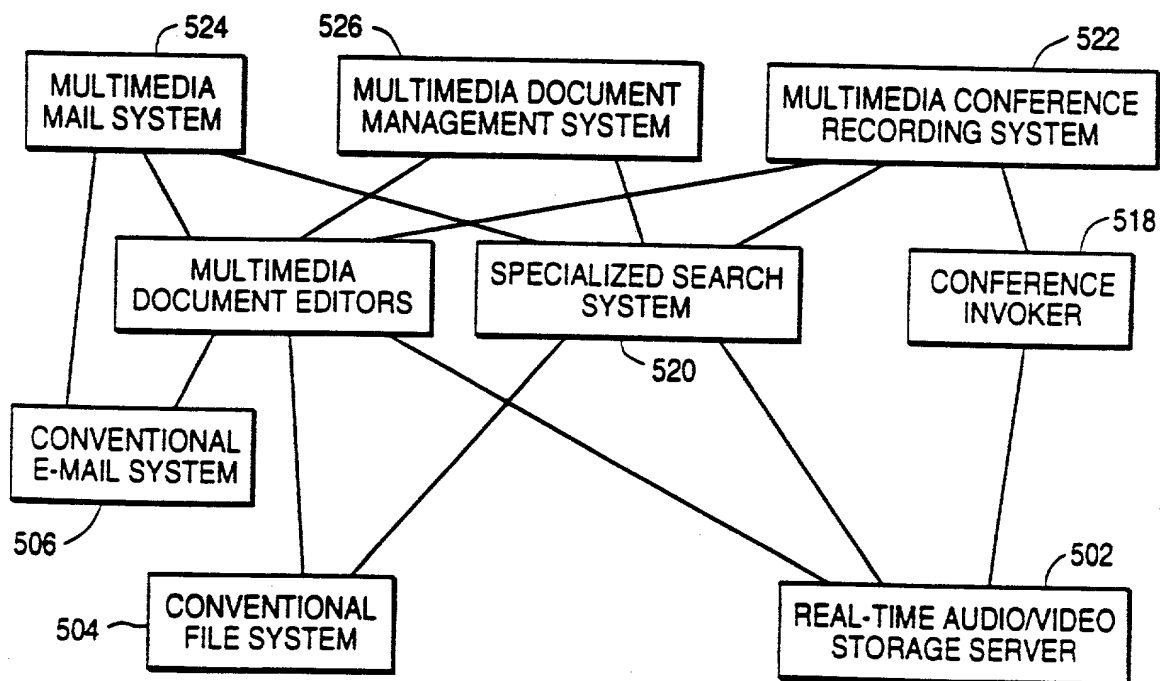 524
526
522
MULTIMEDIA
MAIL SYSTEM
MULTIMEDIA DOCUMENT
MANAGEMENT SYSTEM
MULTIMEDIA CONFERENCE
RECORDING SYSTEM
518
MULTIMEDIA
DOCUMENT EDITORS
SPECIALIZED SEARCH
SYSTEM
CONFERENCE
INVOKER
520
CONVENTIONAL
E-MAIL SYSTEM
506
502
504
CONVENTIONAL
FILE SYSTEM
REAL-TIME AUDIO/VIDEO
STORAGE SERVER